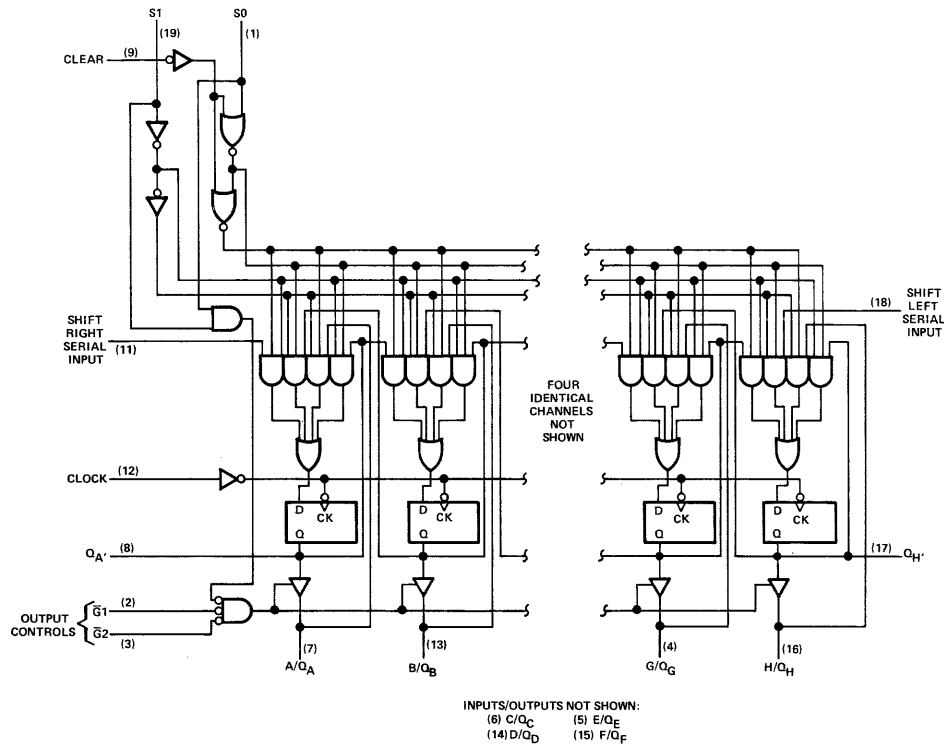 S1
S0
(19)
(1)
CLEAR
(9)
(18)
SHIFT
LEFT
SERIAL
INPUT
SHIFT
RIGHT
SERIAL
INPUT
(11)
FOUR
IDENTICAL
CHANNELS
NOT
SHOWN
CLOCK
(12)
D
CK
Q
D
CK
Q
D
CK
Q
D
CK
Q
QA'
(8)
(17)
QH'
OUTPUT
CONTROLS
G̅1
(2)
G̅2
(3)
(7)
A/QA
(13)
B/QB
(4)
G/QG
(16)
H/QH
INPUTS/OUTPUTS NOT SHOWN:
(6) C/QC (5) E/QE
(14) D/QD (15) F/QF